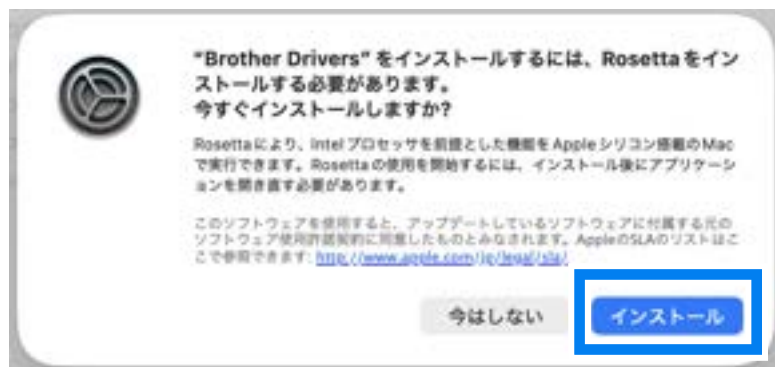 "Brother Drivers" をインストールするには、Rosettaをイン
ストールする必要があります。
今すぐインストールしますか?
Rosettaにより、Intelプロセッサを前提とした機能をAppleシリコン搭載のMac
で実行できます。Rosettaの使用を開始するには、インストール後にアプリケーシ
ョンを開き直す必要があります。
このソフトウェアを使用すると、アップデートしているソフトウェアに付属する元の
ソフトウェア使用許諾契約に同意したものとみなされます。AppleのSLAのリストはこ
こで参照できます: http://www.apple.com/jp/legal/sla/
今はしない
インストール